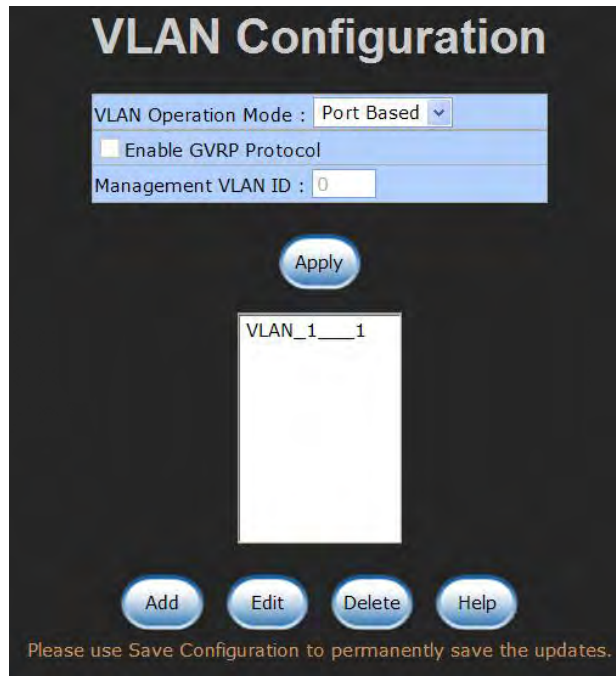 VLAN Configuration
VLAN Operation Mode : Port Based
Enable GVRP Protocol
Management VLAN ID : 0
Apply
VLAN_1___1
Add Edit Delete Help
Please use Save Configuration to permanently save the updates.